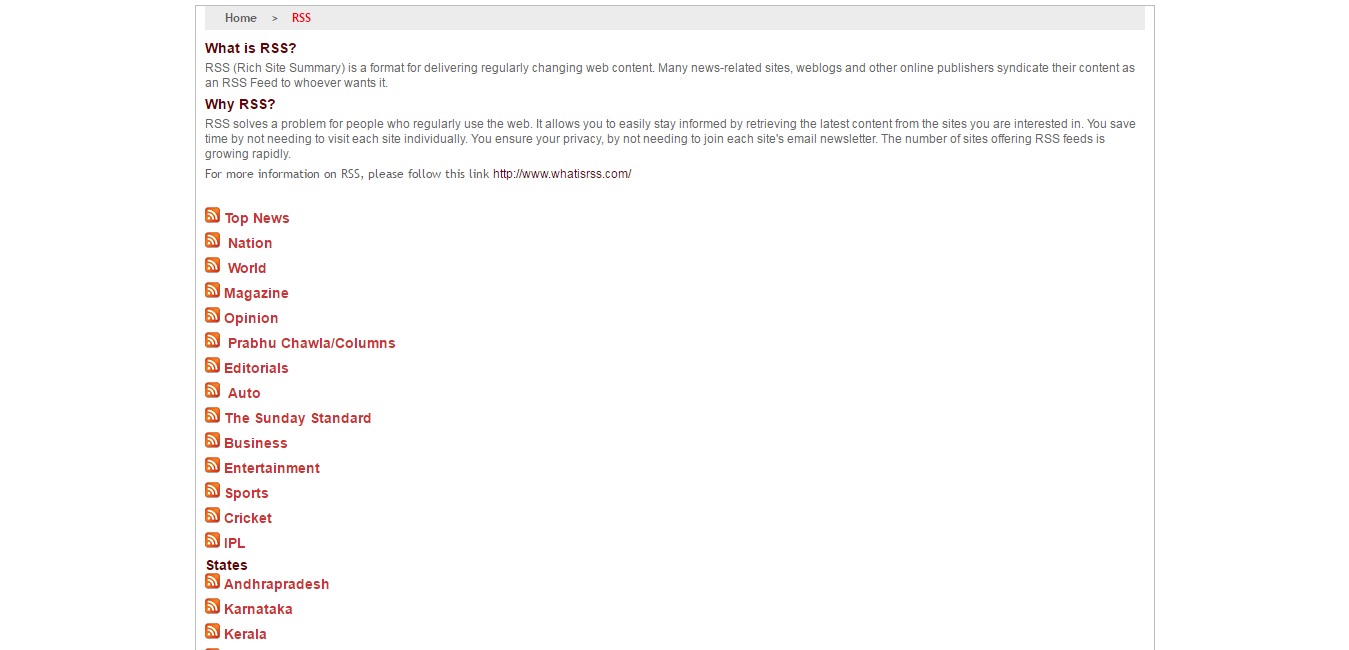 Home > RSS
What is RSS?
RSS (Rich Site Summary) is a format for delivering regularly changing web content. Many news-related sites, weblogs and other online publishers syndicate their content as
an RSS Feed to whoever wants it.
Why RSS?
RSS solves a problem for people who regularly use the web. It allows you to easily stay informed by retrieving the latest content from the sites you are interested in. You save
time by not needing to visit each site individually. You ensure your privacy, by not needing to join each site's email newsletter. The number of sites offering RSS feeds is
growing rapidly.
For more information on RSS, please follow this link http://www.whatisrss.com/
Top News
Nation
World
Magazine
Opinion
Prabhu Chawla/Columns
Editorials
Auto
The Sunday Standard
Business
Entertainment
Sports
Cricket
IPL
States
Andhrapradesh
Karnataka
Kerala